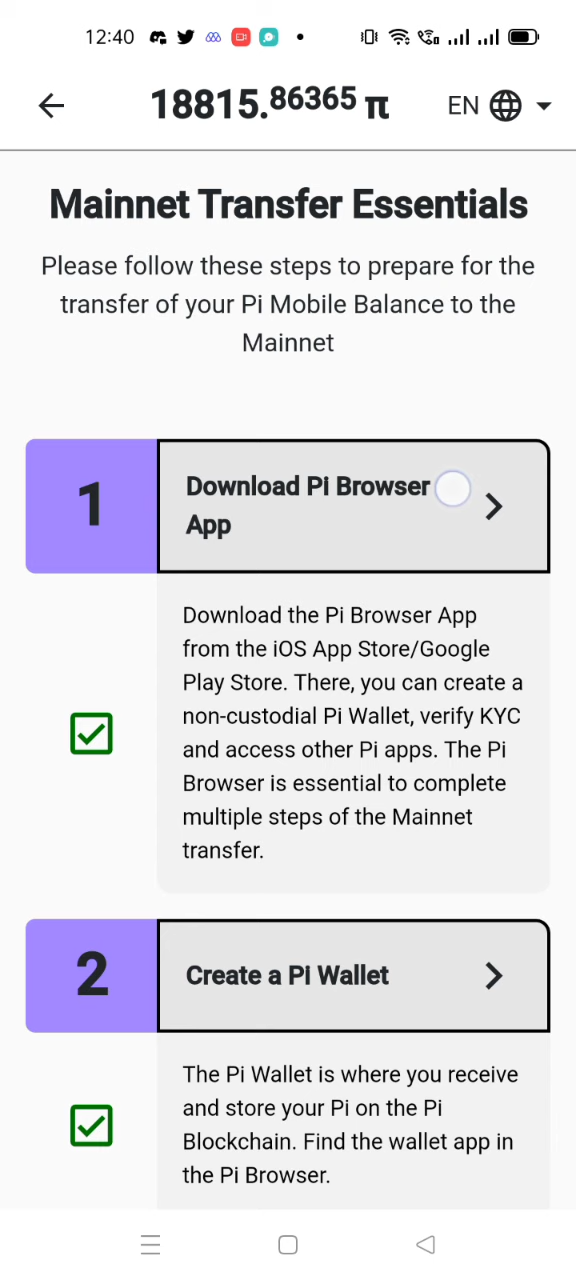 12:40
18815.86365 π
EN
Mainnet Transfer Essentials
Please follow these steps to prepare for the
transfer of your Pi Mobile Balance to the
Mainnet
1
Download Pi Browser
App
Download the Pi Browser App
from the iOS App Store/Google
Play Store. There, you can create a
non-custodial Pi Wallet, verify KYC
and access other Pi apps. The Pi
Browser is essential to complete
multiple steps of the Mainnet
transfer.
2
Create a Pi Wallet
The Pi Wallet is where you receive
and store your Pi on the Pi
Blockchain. Find the wallet app in
the Pi Browser.